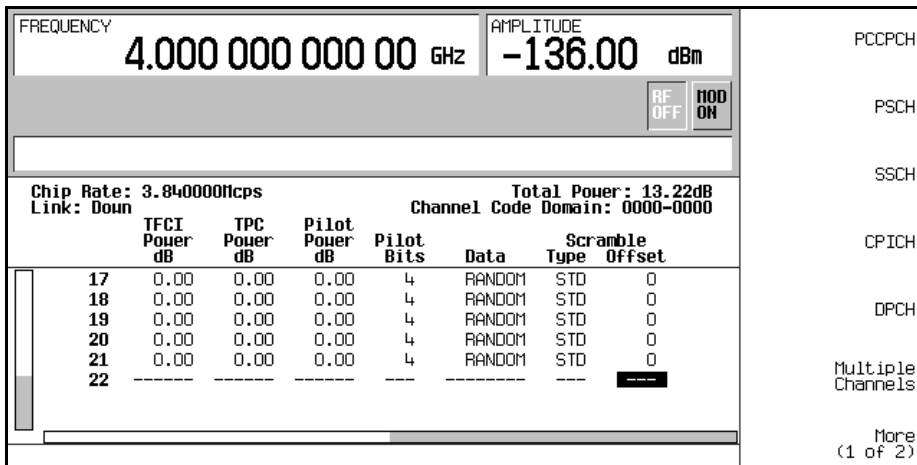 FREQUENCY
4.000 000 000 00 GHz
AMPLITUDE
-136.00 dBm
RF OFF
MOD ON
Chip Rate: 3.840000Mcps
Total Power: 13.22dB
Link: Down
Channel Code Domain: 0000-0000
TFCI Power dB
TPC Power dB
Pilot Power dB
Pilot Bits
Data
Scramble
Type Offset
17 0.00 0.00 0.00 4 RANDOM STD 0
18 0.00 0.00 0.00 4 RANDOM STD 0
19 0.00 0.00 0.00 4 RANDOM STD 0
20 0.00 0.00 0.00 4 RANDOM STD 0
21 0.00 0.00 0.00 4 RANDOM STD 0
22 ------ ------ ------ --- -------- --- ---
PCCPCH
PSCH
SSCH
CPICH
DPCH
Multiple
Channels
More
(1 of 2)